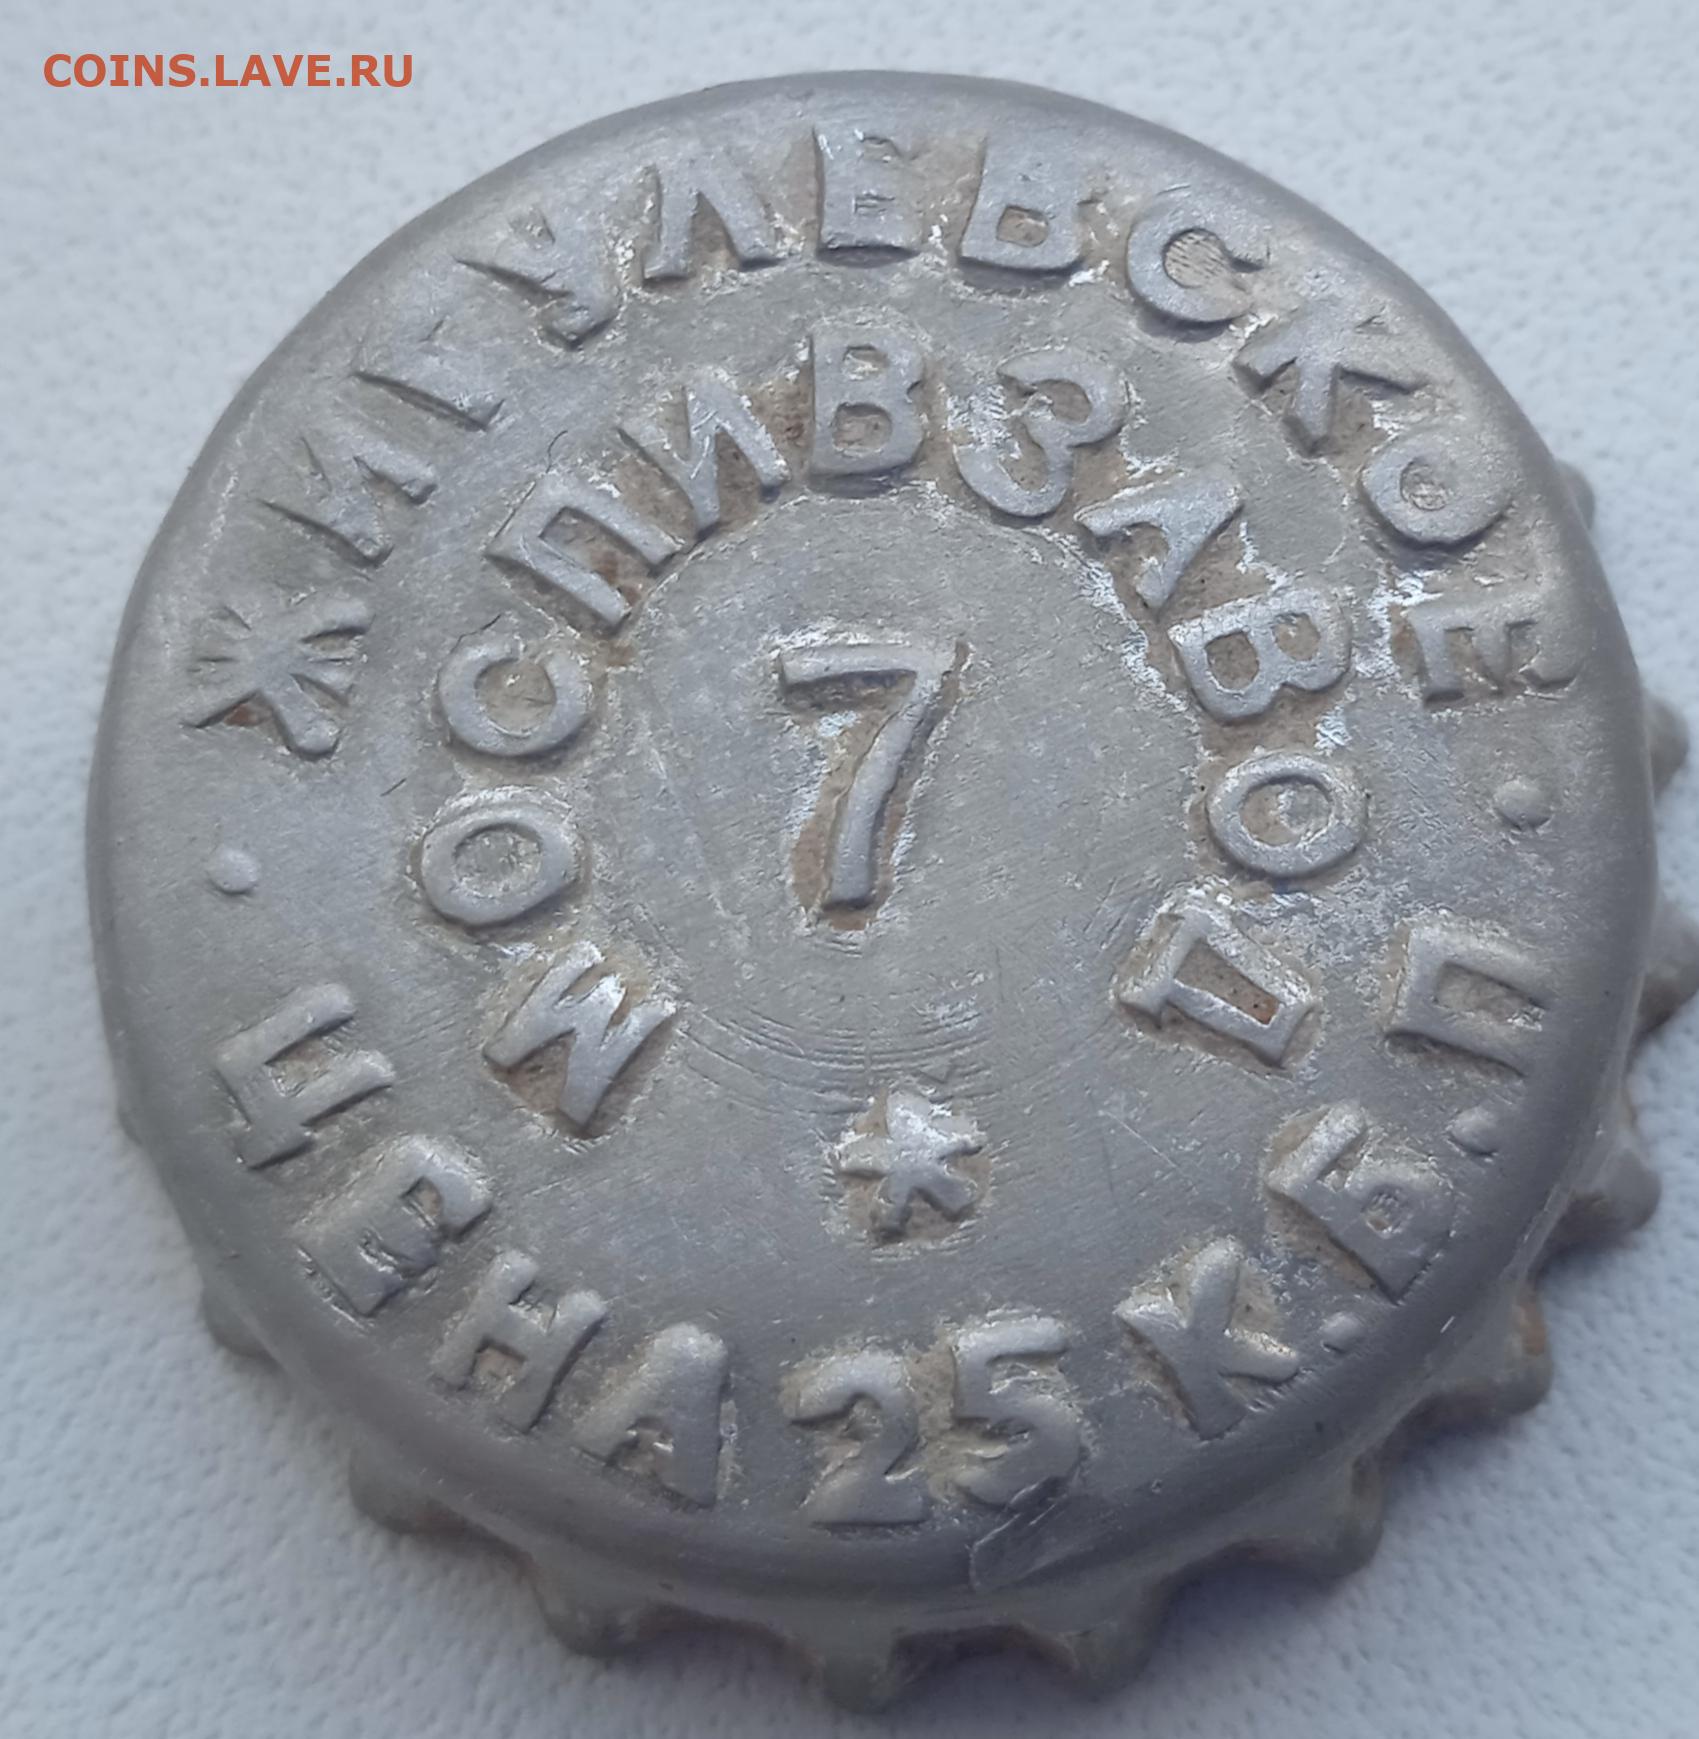 COINS.LAVE.RU
ЖИГУЛЕВСКОЕ
МОСПИВЗАВОД
7
ЦЕНА 25 К. Б.П.